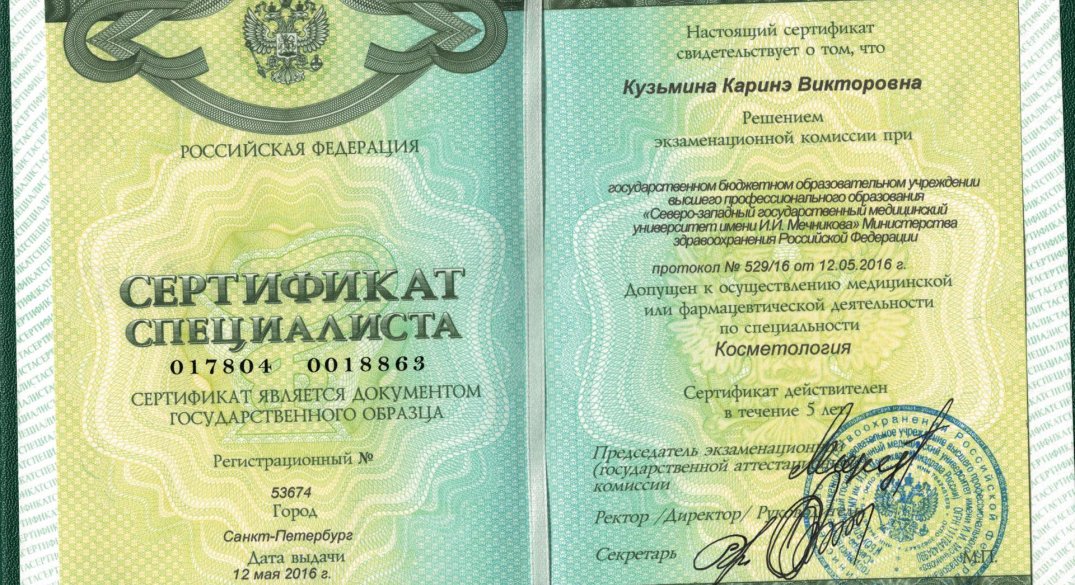 РОССИЙСКАЯ ФЕДЕРАЦИЯ
СЕРТИФИКАТ
СПЕЦИАЛИСТА
017804 0018863
СЕРТИФИКАТ ЯВЛЯЕТСЯ ДОКУМЕНТОМ
ГОСУДАРСТВЕННОГО ОБРАЗЦА
Регистрационный №
53674
Город
Санкт-Петербург
Дата выдачи
12 мая 2016 г.
Настоящий сертификат
свидетельствует о том, что
Кузьмина Каринэ Викторовна
Решением
экзаменационной комиссии при
государственном бюджетном образовательном учреждении
высшего профессионального образования
«Северо-западный государственный медицинский
университет имени И.И. Мечникова» Министерства
здравоохранения Российской Федерации
протокол № 529/16 от 12.05.2016 г.
Допущен к осуществлению медицинской
или фармацевтической деятельности
по специальности
Косметология
Сертификат действителен
в течение 5 лет
Председатель экзаменационной
(государственной
комиссии
Ректор /Директор/
Секретарь
М.П.